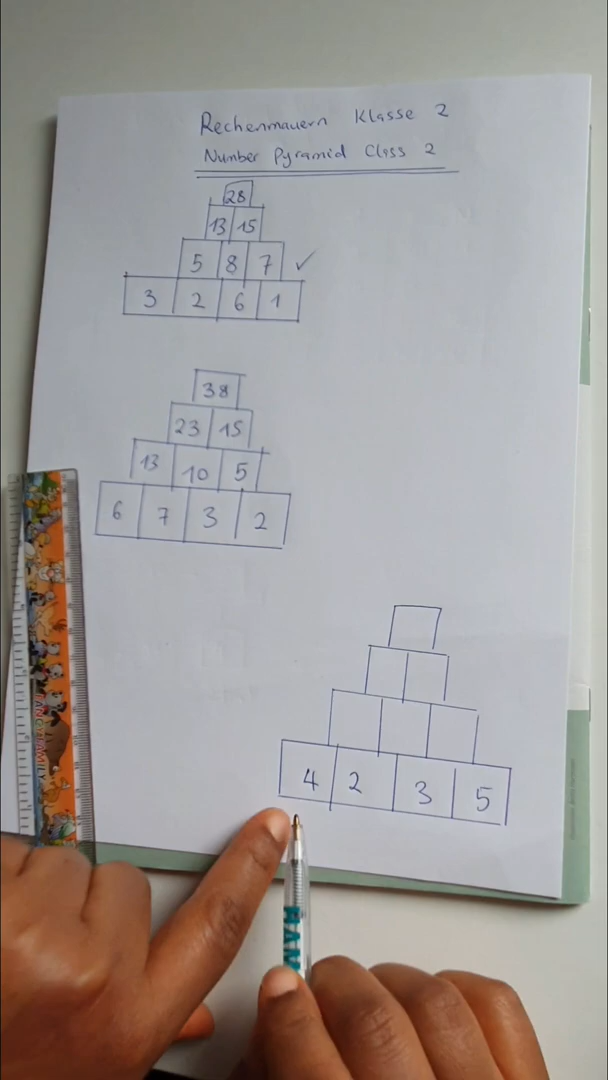 Rechenmauern Klasse 2
Number Pyramid Class 2
28
13 15
5 8 7 ✓
3 2 6 1
38
23 15
13 10 5
6 7 3 2
4 2 3 5